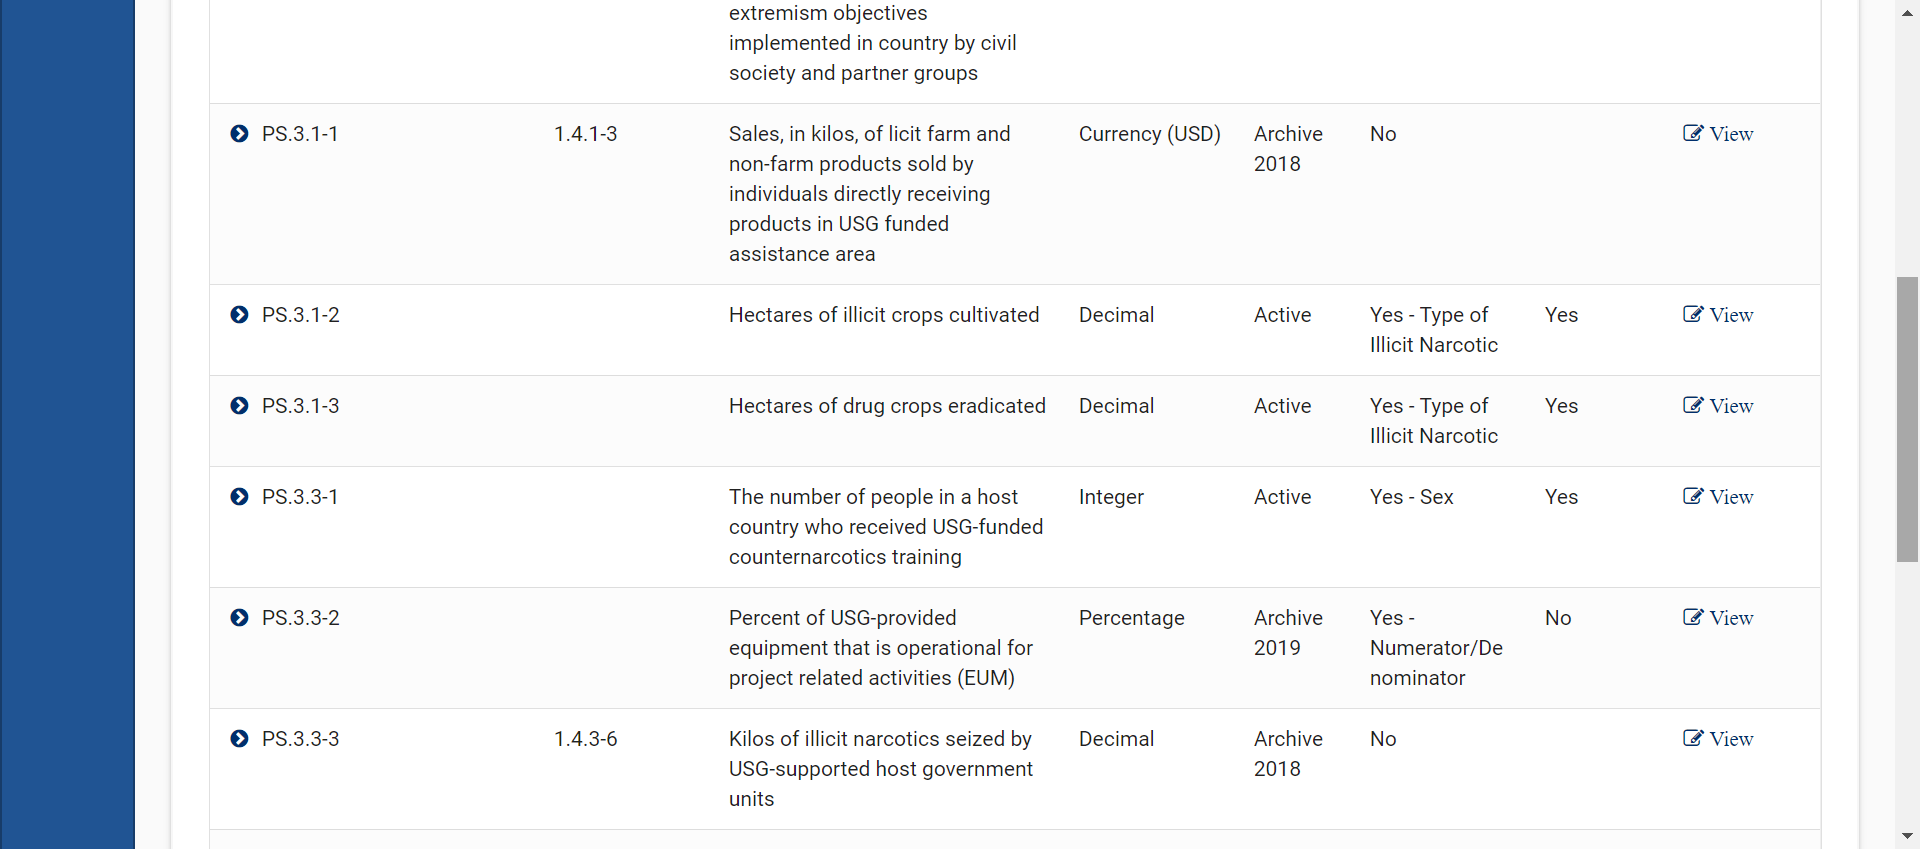 extremism objectives
implemented in country by civil
society and partner groups
PS.3.1-1 1.4.1-3 Sales, in kilos, of licit farm and Currency (USD) Archive No View
non-farm products sold by 2018
individuals directly receiving
products in USG funded
assistance area
PS.3.1-2 Hectares of illicit crops cultivated Decimal Active Yes - Type of Yes View
Illicit Narcotic
PS.3.1-3 Hectares of drug crops eradicated Decimal Active Yes - Type of Yes View
Illicit Narcotic
PS.3.3-1 The number of people in a host Integer Active Yes - Sex Yes View
country who received USG-funded
counternarcotics training
PS.3.3-2 Percent of USG-provided Percentage Archive Yes - No View
equipment that is operational for 2019 Numerator/De
project related activities (EUM) nominator
PS.3.3-3 1.4.3-6 Kilos of illicit narcotics seized by Decimal Archive No View
USG-supported host government 2018
units